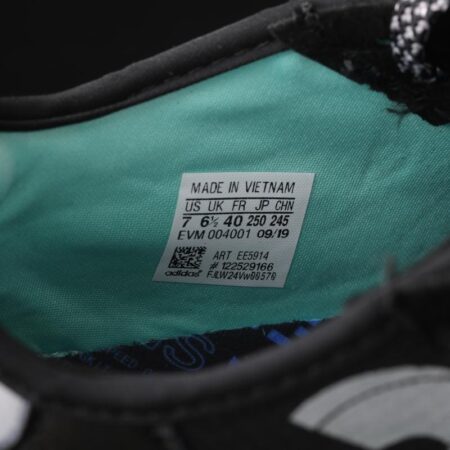 MADE IN VIETNAM
US UK FR JP CHN
7 6½ 40 250 245
EVM 004001 09/19
ART EE5914
# 122529166
adidas